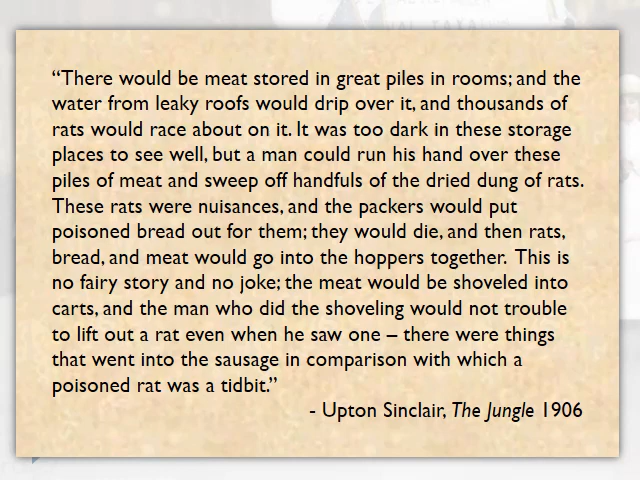 “There would be meat stored in great piles in rooms; and the
water from leaky roofs would drip over it, and thousands of
rats would race about on it. It was too dark in these storage
places to see well, but a man could run his hand over these
piles of meat and sweep off handfuls of the dried dung of rats.
These rats were nuisances, and the packers would put
poisoned bread out for them; they would die, and then rats,
bread, and meat would go into the hoppers together. This is
no fairy story and no joke; the meat would be shoveled into
carts, and the man who did the shoveling would not trouble
to lift out a rat even when he saw one – there were things
that went into the sausage in comparison with which a
poisoned rat was a tidbit.”
- Upton Sinclair, The Jungle 1906